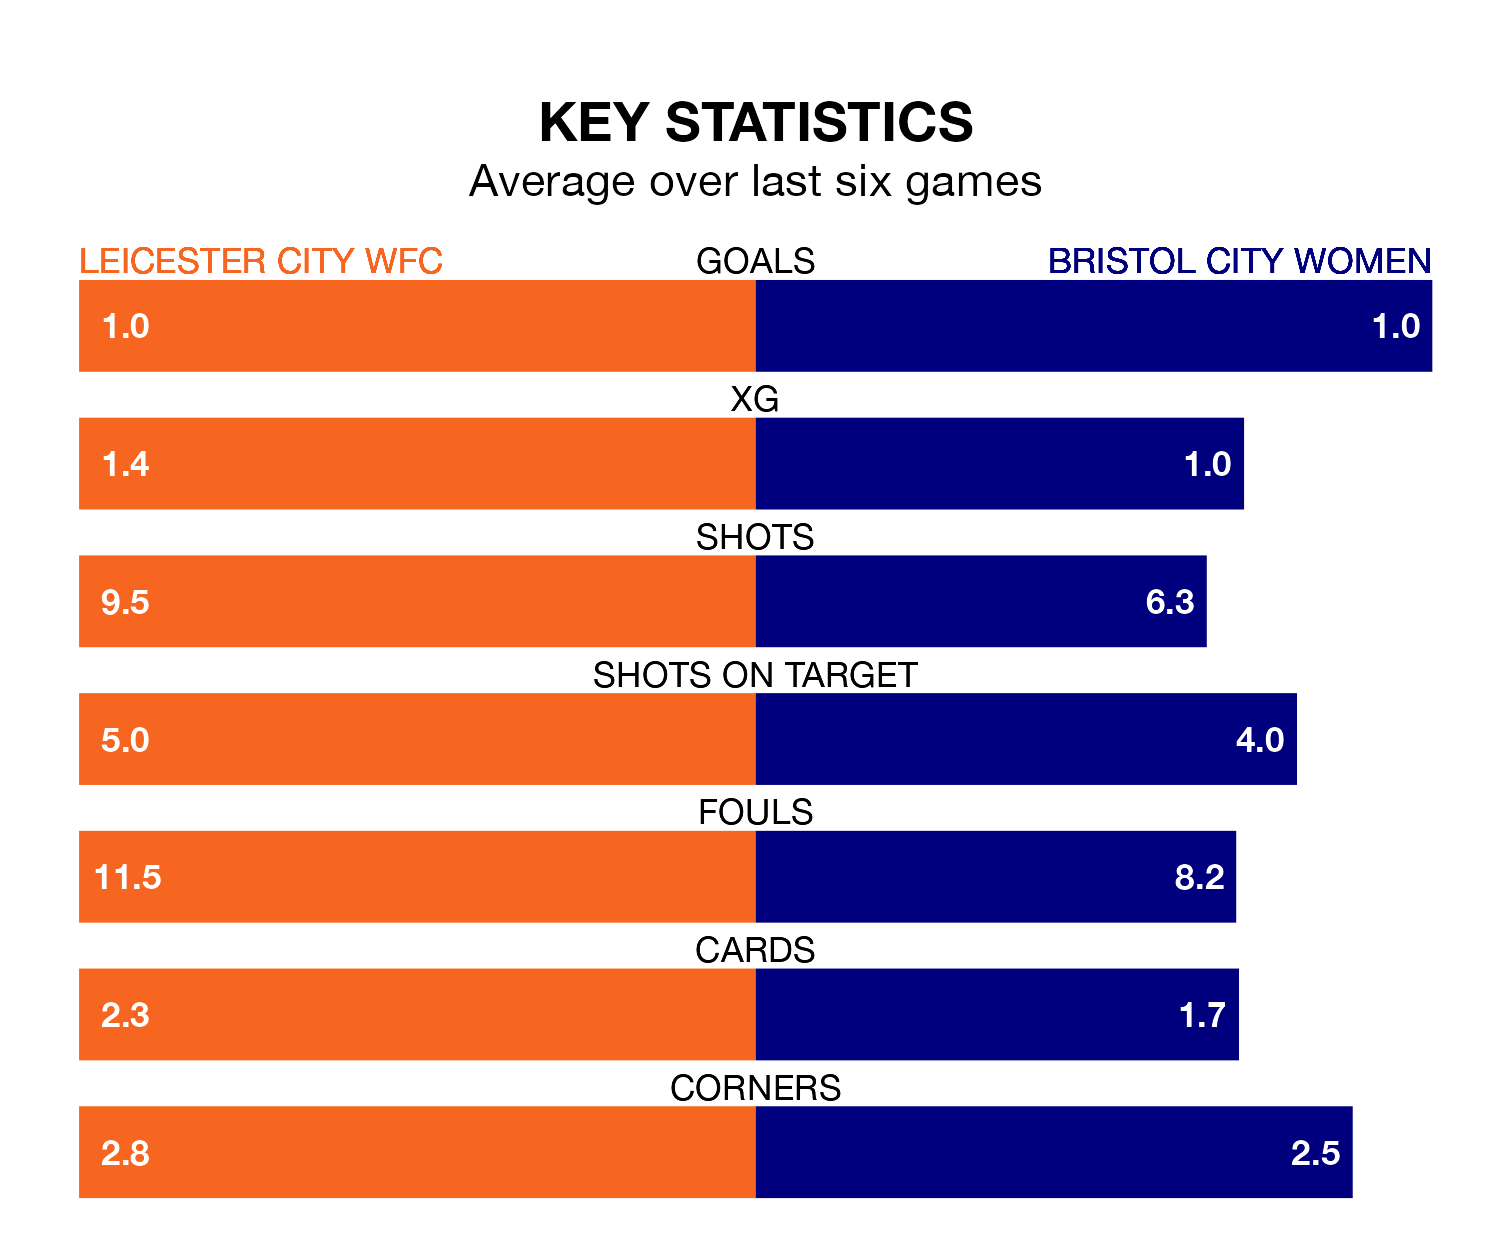 KEY STATISTICS
Average over last six games
LEICESTER CITY WFC GOALS BRISTOL CITY WOMEN
1.0 1.0
XG
1.4 1.0
SHOTS
9.5 6.3
SHOTS ON TARGET
5.0 4.0
FOULS
11.5 8.2
CARDS
2.3 1.7
CORNERS
2.8 2.5